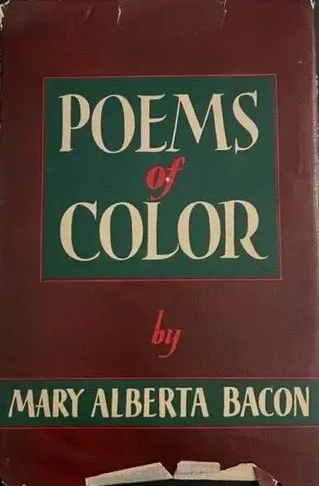 POEMS
of
COLOR
by
MARY ALBERTA BACON